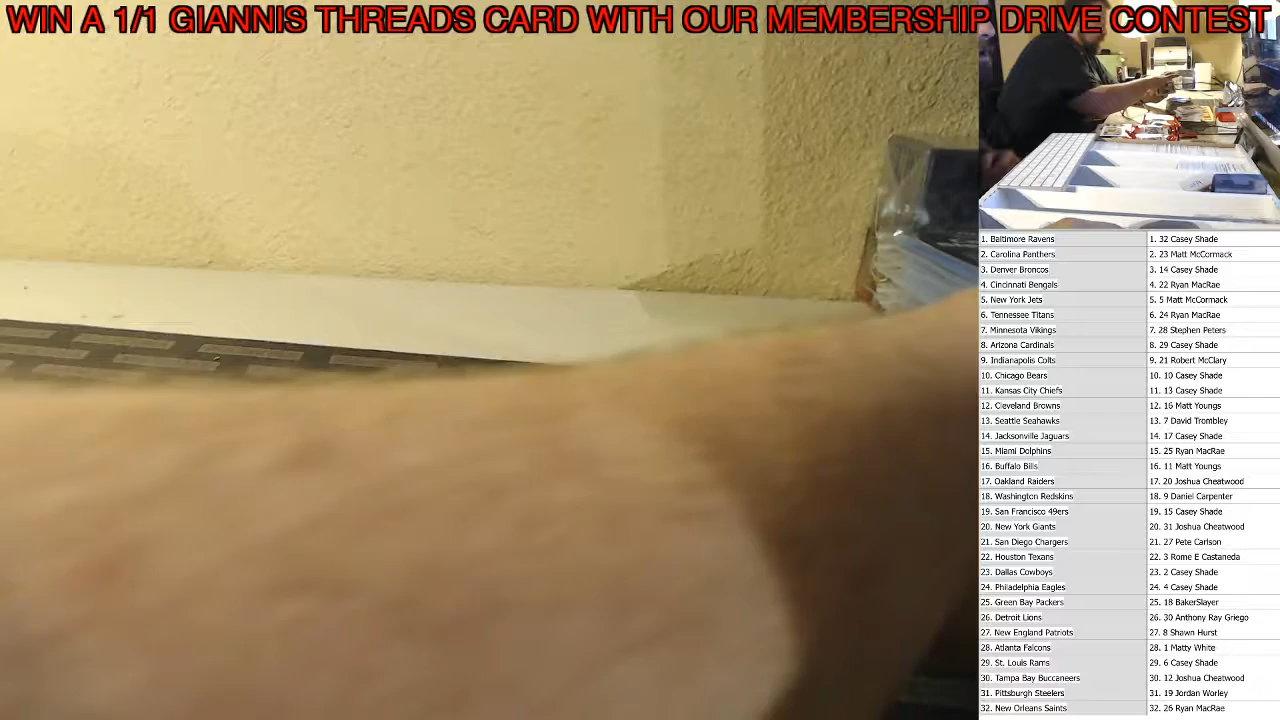 WIN A 1/1 GIANNIS THREADS CARD WITH OUR MEMBERSHIP DRIVE CONTEST
1. Baltimore Ravens 1. 32 Casey Shade
2. Carolina Panthers 2. 23 Matt McCormack
3. Denver Broncos 3. 14 Casey Shade
4. Cincinnati Bengals 4. 22 Ryan MacRae
5. New York Jets 5. 5 Matt McCormack
6. Tennessee Titans 6. 24 Ryan MacRae
7. Minnesota Vikings 7. 28 Stephen Peters
8. Arizona Cardinals 8. 29 Casey Shade
9. Indianapolis Colts 9. 21 Robert McClary
10. Chicago Bears 10. 10 Casey Shade
11. Kansas City Chiefs 11. 13 Casey Shade
12. Cleveland Browns 12. 16 Matt Youngs
13. Seattle Seahawks 13. 7 David Trombley
14. Jacksonville Jaguars 14. 17 Casey Shade
15. Miami Dolphins 15. 25 Ryan MacRae
16. Buffalo Bills 16. 11 Matt Youngs
17. Oakland Raiders 17. 20 Joshua Cheatwood
18. Washington Redskins 18. 9 Daniel Carpenter
19. San Francisco 49ers 19. 15 Casey Shade
20. New York Giants 20. 31 Joshua Cheatwood
21. San Diego Chargers 21. 27 Pete Carlson
22. Houston Texans 22. 3 Rome E Castaneda
23. Dallas Cowboys 23. 2 Casey Shade
24. Philadelphia Eagles 24. 4 Casey Shade
25. Green Bay Packers 25. 18 BakerSlayer
26. Detroit Lions 26. 30 Anthony Ray Griego
27. New England Patriots 27. 8 Shawn Hurst
28. Atlanta Falcons 28. 1 Matty White
29. St. Louis Rams 29. 6 Casey Shade
30. Tampa Bay Buccaneers 30. 12 Joshua Cheatwood
31. Pittsburgh Steelers 31. 19 Jordan Worley
32. New Orleans Saints 32. 26 Ryan MacRae